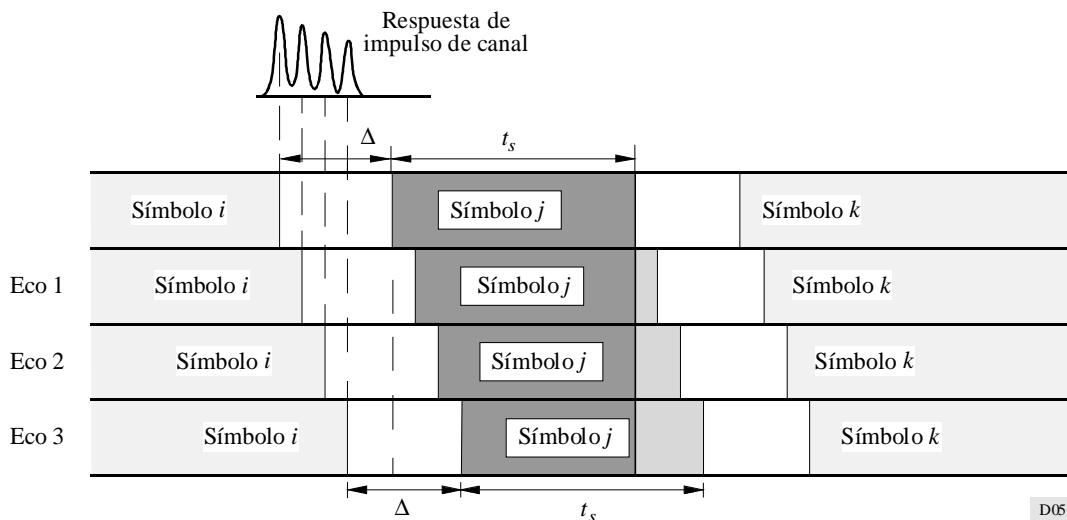 Respuesta de
impulso de canal
Δ
t_s
Símbolo i
Símbolo j
Símbolo k
Eco 1
Símbolo i
Símbolo j
Símbolo k
Eco 2
Símbolo i
Símbolo j
Símbolo k
Eco 3
Símbolo i
Símbolo j
Símbolo k
Δ
t_s
D05